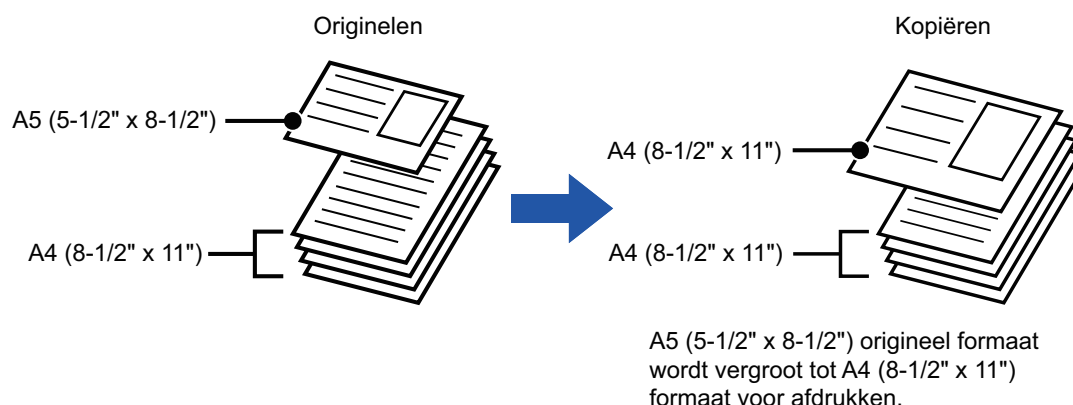 Originelen
A5 (5-1/2" x 8-1/2")
A4 (8-1/2" x 11")
Kopiëren
A4 (8-1/2" x 11")
A4 (8-1/2" x 11")
A5 (5-1/2" x 8-1/2") origineel formaat
wordt vergroot tot A4 (8-1/2" x 11")
formaat voor afdrukken.